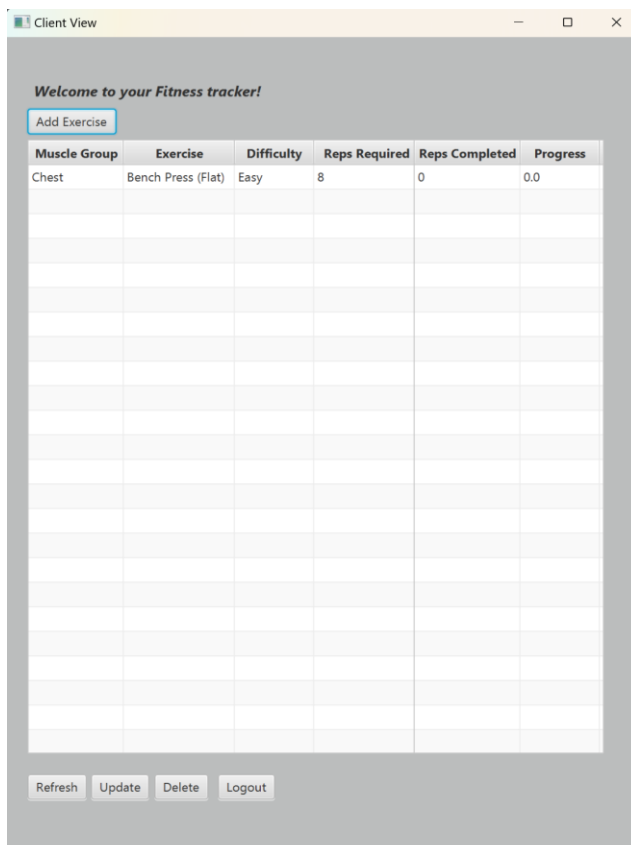 Client View
Welcome to your Fitness tracker!
Add Exercise
Muscle Group Exercise Difficulty Reps Required Reps Completed Progress
Chest Bench Press (Flat) Easy 8 0 0.0
Refresh Update Delete Logout